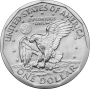 UNITED STATES OF AMERICA
ONE DOLLAR